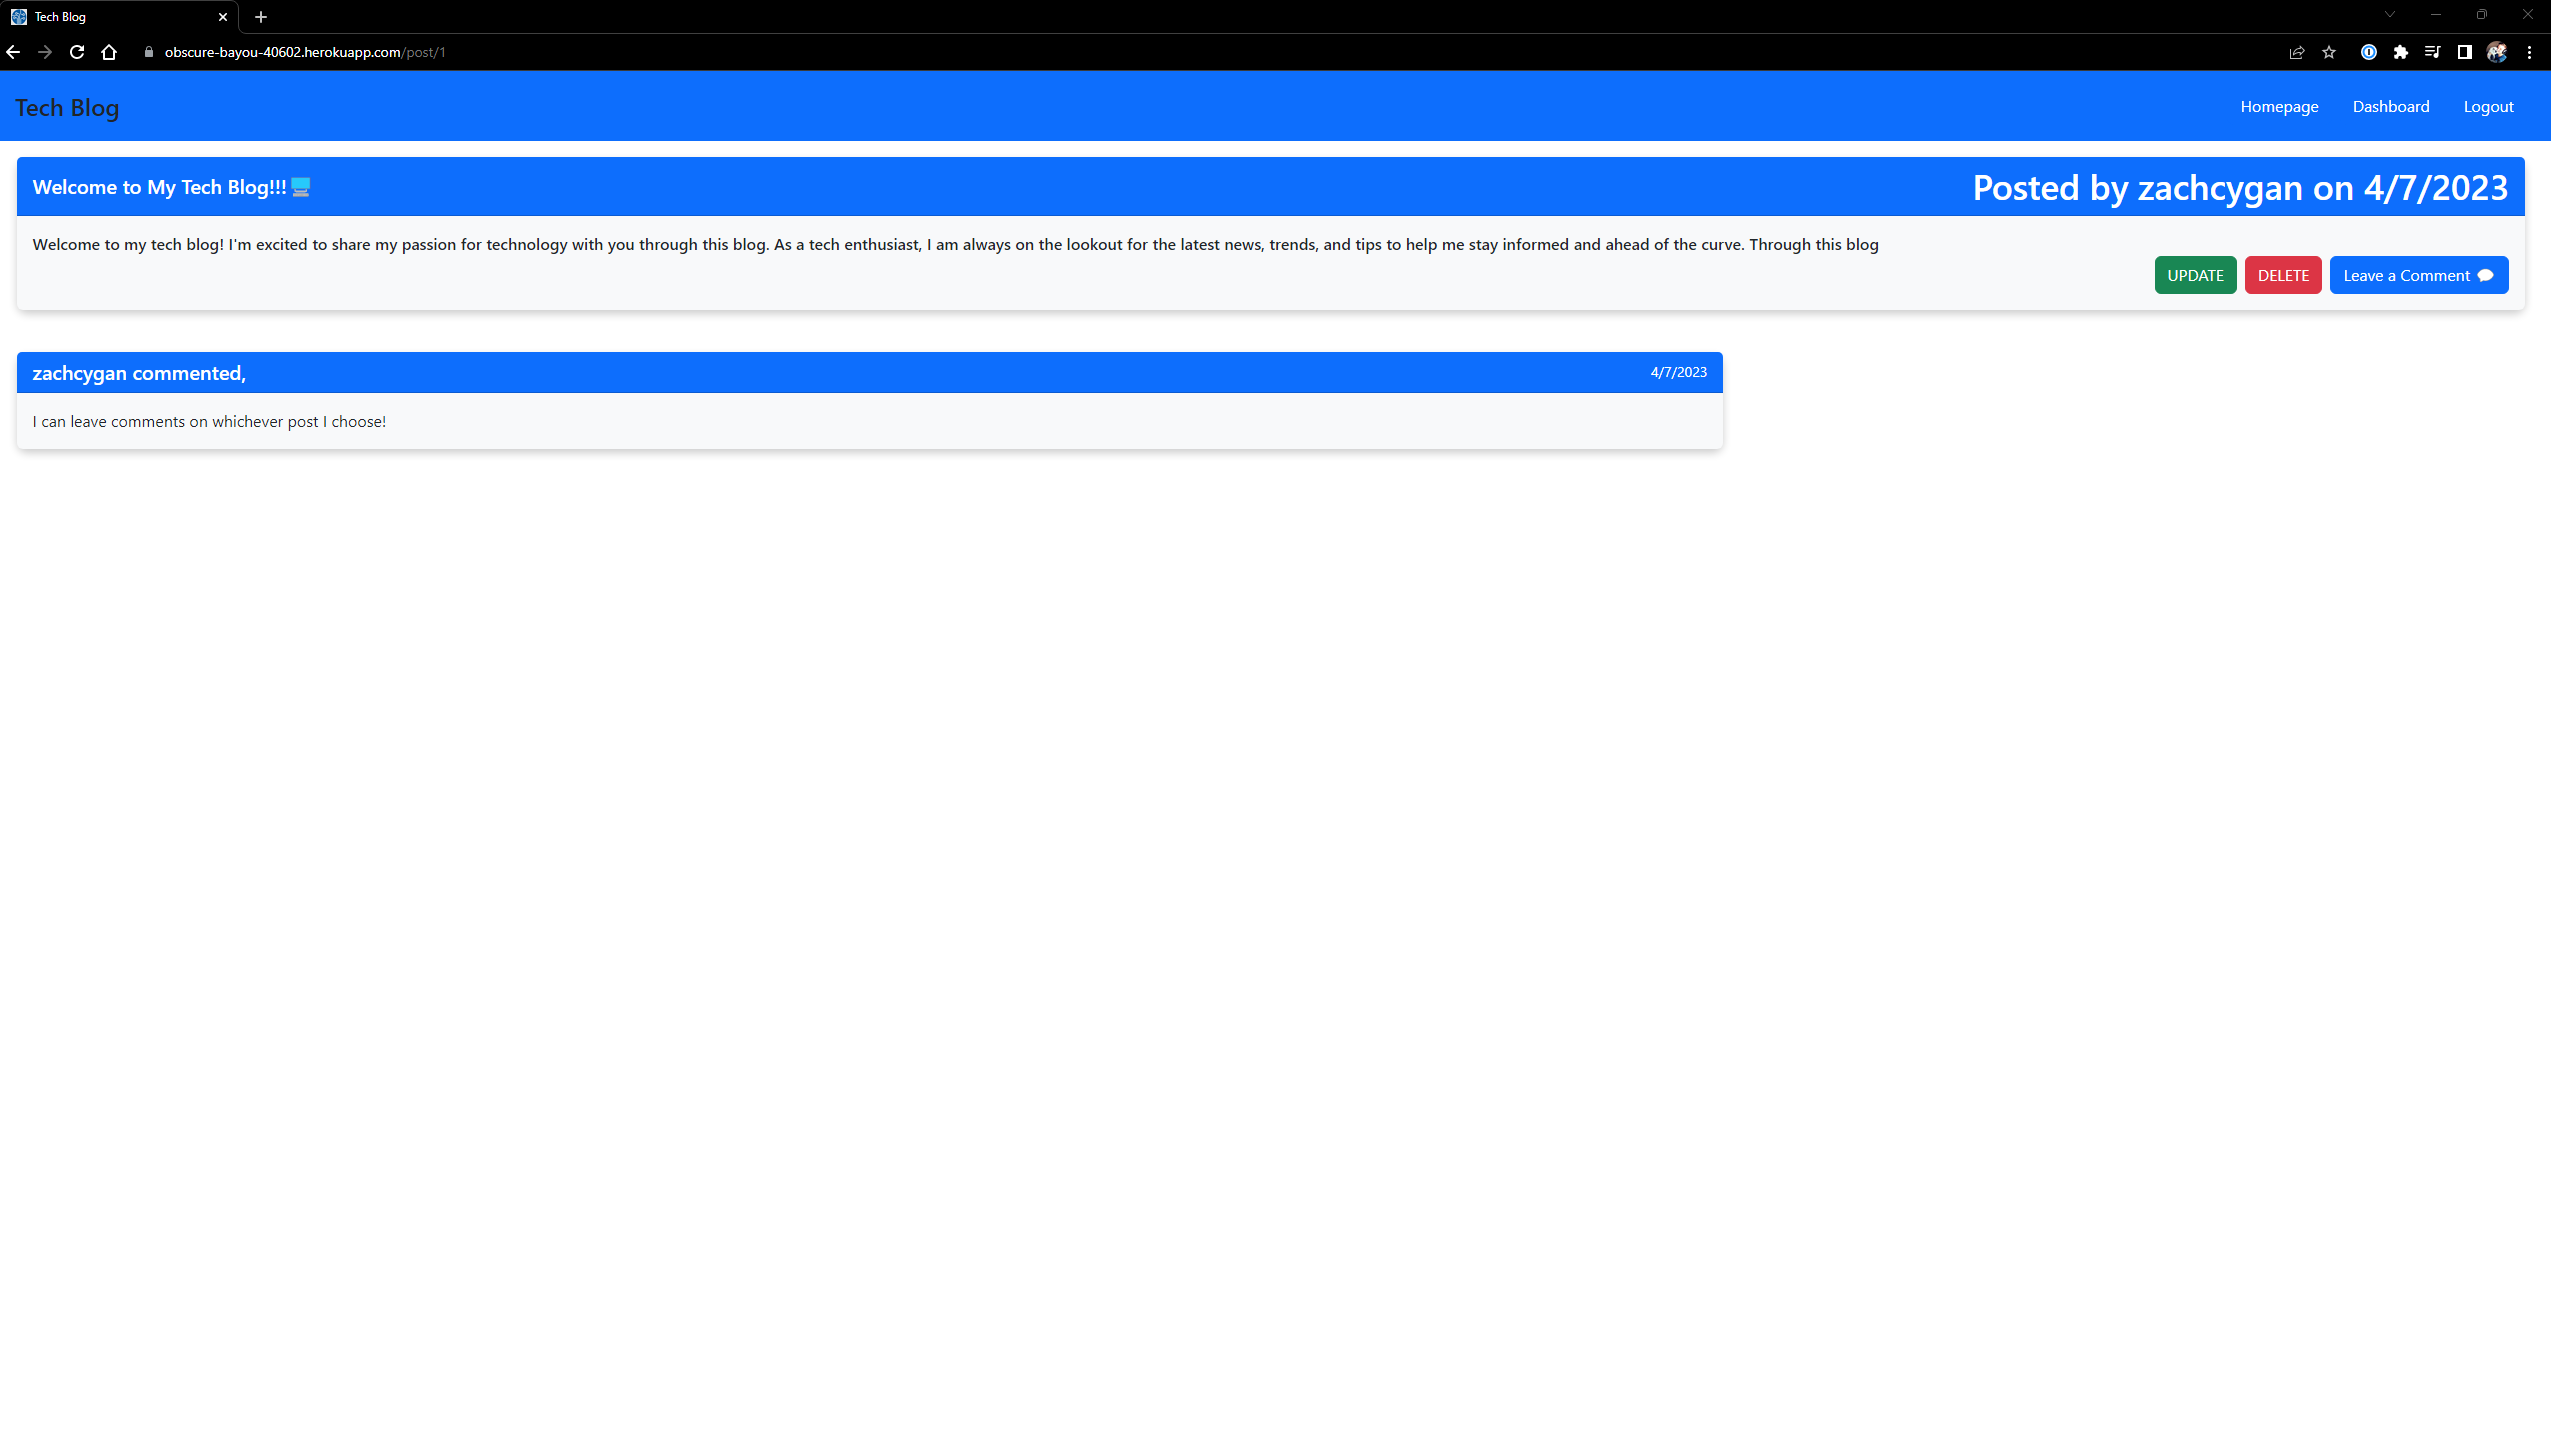 Tech Blog
obscure-bayou-40602.herokuapp.com/post/1
Tech Blog
Homepage Dashboard Logout
Welcome to My Tech Blog!!!🖥️ Posted by zachcygan on 4/7/2023
Welcome to my tech blog! I'm excited to share my passion for technology with you through this blog. As a tech enthusiast, I am always on the lookout for the latest news, trends, and tips to help me stay informed and ahead of the curve. Through this blog
UPDATE DELETE Leave a Comment 💬
zachcygan commented, 4/7/2023
I can leave comments on whichever post I choose!